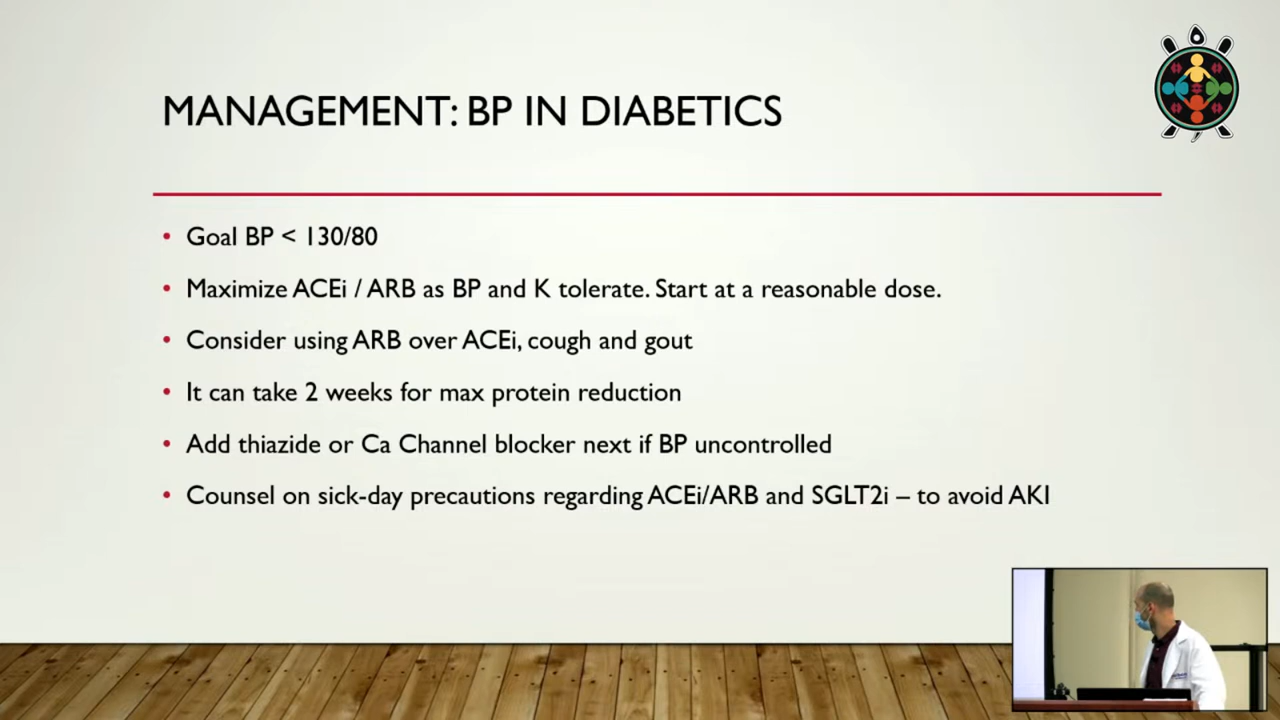 MANAGEMENT: BP IN DIABETICS
• Goal BP < 130/80
• Maximize ACEi / ARB as BP and K tolerate. Start at a reasonable dose.
• Consider using ARB over ACEi, cough and gout
• It can take 2 weeks for max protein reduction
• Add thiazide or Ca Channel blocker next if BP uncontrolled
• Counsel on sick-day precautions regarding ACEi/ARB and SGLT2i – to avoid AKI